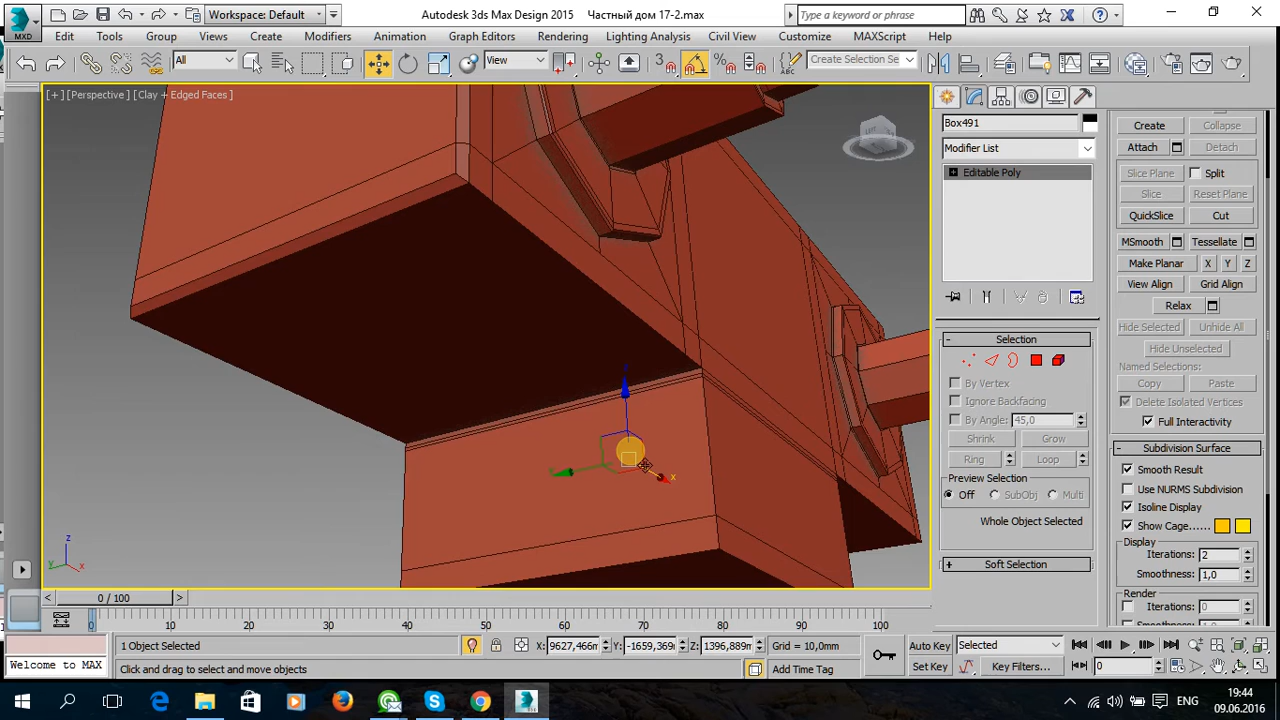 MXD
Workspace: Default
Autodesk 3ds Max Design 2015 Частный дом 17-2.max
Type a keyword or phrase
Edit Tools Group Views Create Modifiers Animation Graph Editors Rendering Lighting Analysis Civil View Customize MAXScript Help
All
View
3
Create Selection Se
[+] [Perspective] [Clay + Edged Faces]
Box491
Modifier List
Editable Poly
Create Collapse
Attach Detach
Slice Plane Split
Slice Reset Plane
QuickSlice Cut
MSmooth Tessellate
Make Planar X Y Z
View Align Grid Align
Relax
Hide Selected Unhide All
Hide Unselected
Named Selections:
Copy Paste
Delete Isolated Vertices
Full Interactivity
Selection
By Vertex
Ignore Backfacing
By Angle: 45,0
Shrink Grow
Ring Loop
Preview Selection
Off SubObj Multi
Whole Object Selected
Soft Selection
Subdivision Surface
Smooth Result
Use NURMS Subdivision
Isoline Display
Show Cage......
Display
Iterations: 2
Smoothness: 1,0
Render
Iterations: 0
x
z
y x
0 / 100
0 10 20 30 40 50 60 70 80 90 100
1 Object Selected X: 9627,466m Y: -1659,369m Z: 1396,889m Grid = 10,0mm
Auto Key Selected
Welcome to MAX Click and drag to select and move objects Add Time Tag
Set Key Key Filters... 0
ENG
19:44
09.06.2016